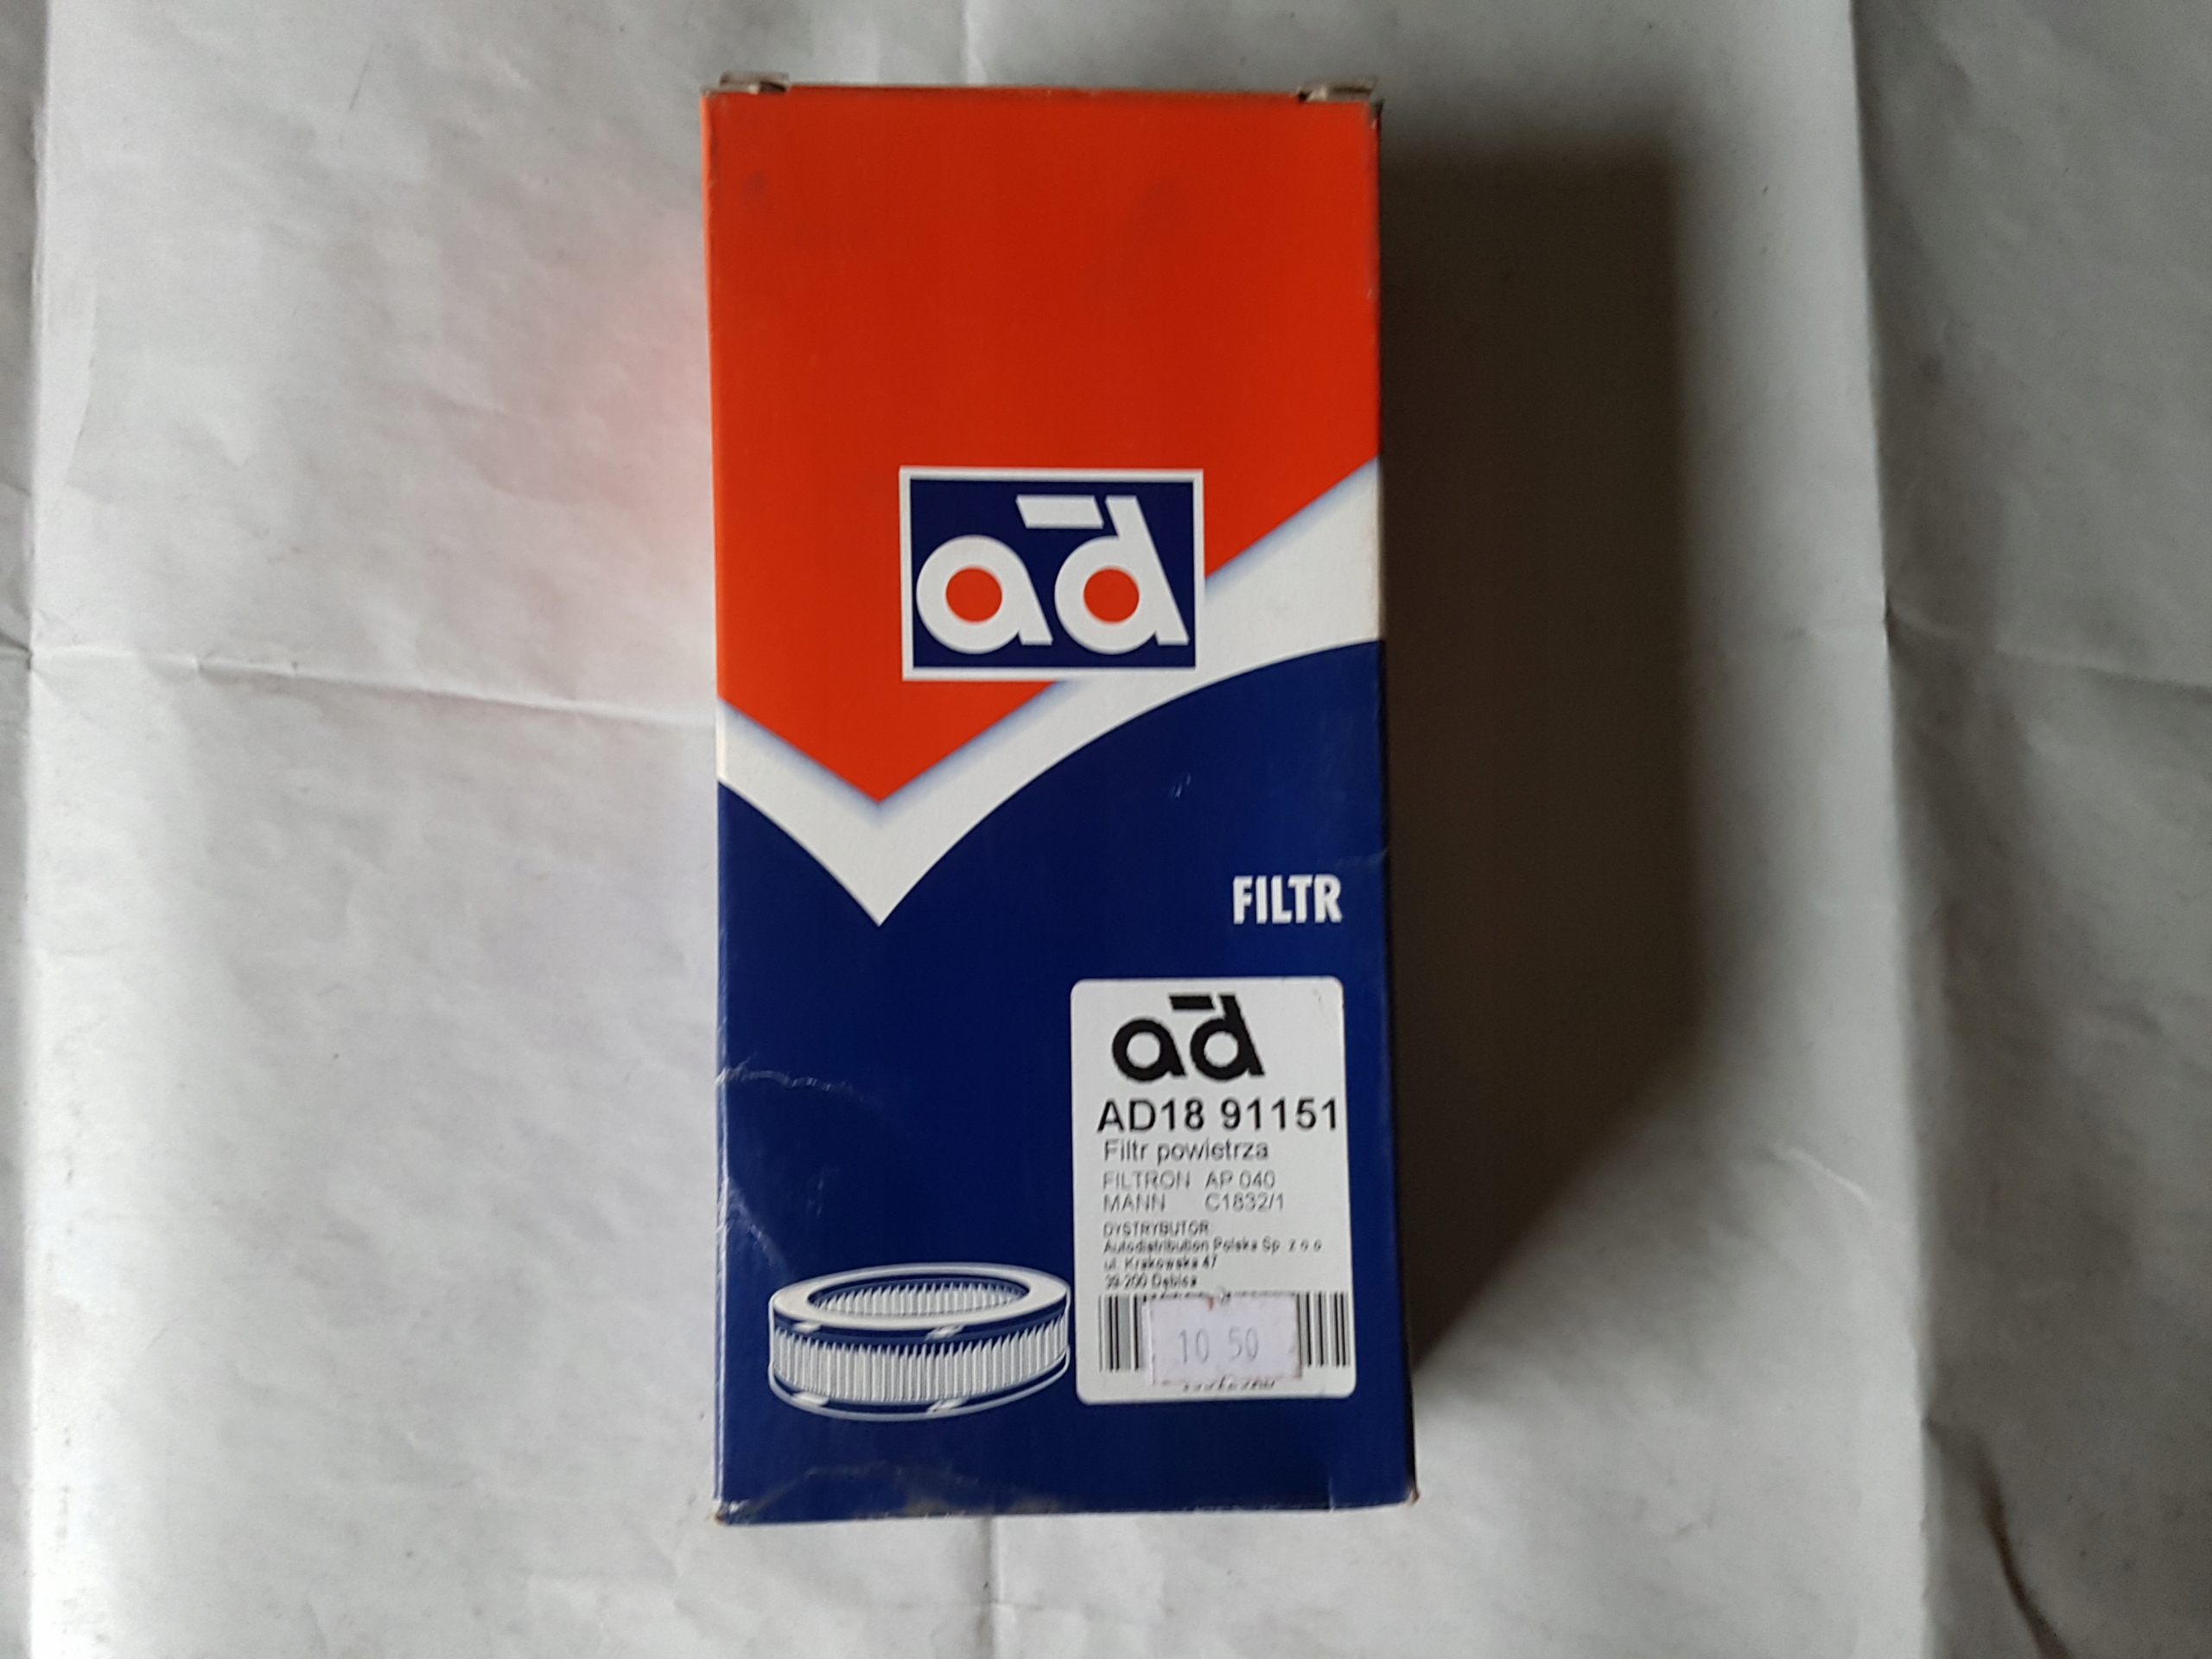 ad
FILTR
ad
AD18 91151
Filtr powietrza
FILTRON AP 040
MANN C1832/1
DYSTRYBUTOR
Autodistribution Polska Sp. z o.o
ul. Krakowska 47
39-200 Dębica
10 50